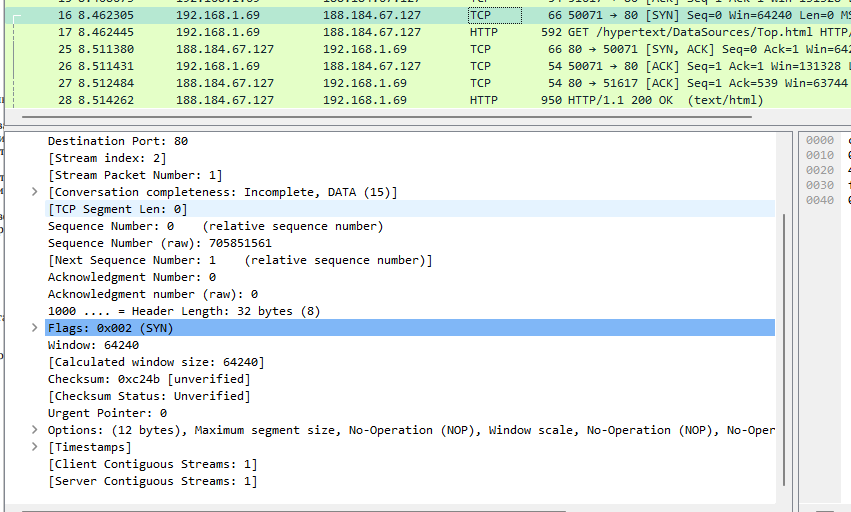 16 8.462305 192.168.1.69 188.184.67.127 TCP 66 50071 → 80 [SYN] Seq=0 Win=64240 Len=0 MS
17 8.462445 192.168.1.69 188.184.67.127 HTTP 592 GET /hypertext/DataSources/Top.html HTTP/
25 8.511380 188.184.67.127 192.168.1.69 TCP 66 80 → 50071 [SYN, ACK] Seq=0 Ack=1 Win=642
26 8.511431 192.168.1.69 188.184.67.127 TCP 54 50071 → 80 [ACK] Seq=1 Ack=1 Win=131328 L
27 8.512484 188.184.67.127 192.168.1.69 TCP 54 80 → 51617 [ACK] Seq=1 Ack=539 Win=63744
28 8.514262 188.184.67.127 192.168.1.69 HTTP 950 HTTP/1.1 200 OK (text/html)
Destination Port: 80
[Stream index: 2]
[Stream Packet Number: 1]
[Conversation completeness: Incomplete, DATA (15)]
[TCP Segment Len: 0]
Sequence Number: 0 (relative sequence number)
Sequence Number (raw): 705851561
[Next Sequence Number: 1 (relative sequence number)]
Acknowledgment Number: 0
Acknowledgment number (raw): 0
1000 .... = Header Length: 32 bytes (8)
Flags: 0x002 (SYN)
Window: 64240
[Calculated window size: 64240]
Checksum: 0xc24b [unverified]
[Checksum Status: Unverified]
Urgent Pointer: 0
Options: (12 bytes), Maximum segment size, No-Operation (NOP), Window scale, No-Operation (NOP), No-Oper
[Timestamps]
[Client Contiguous Streams: 1]
[Server Contiguous Streams: 1]
0000
0010
0020
0030
0040